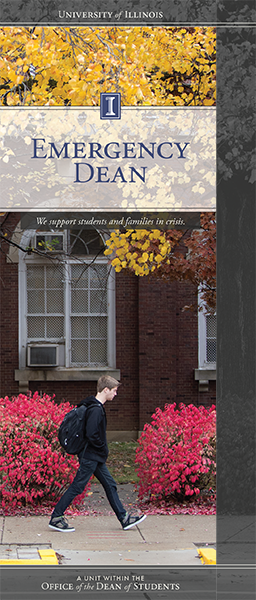 University of Illinois
I
Emergency
Dean
We support students and families in crisis.
A unit within the
Office of the Dean of Students